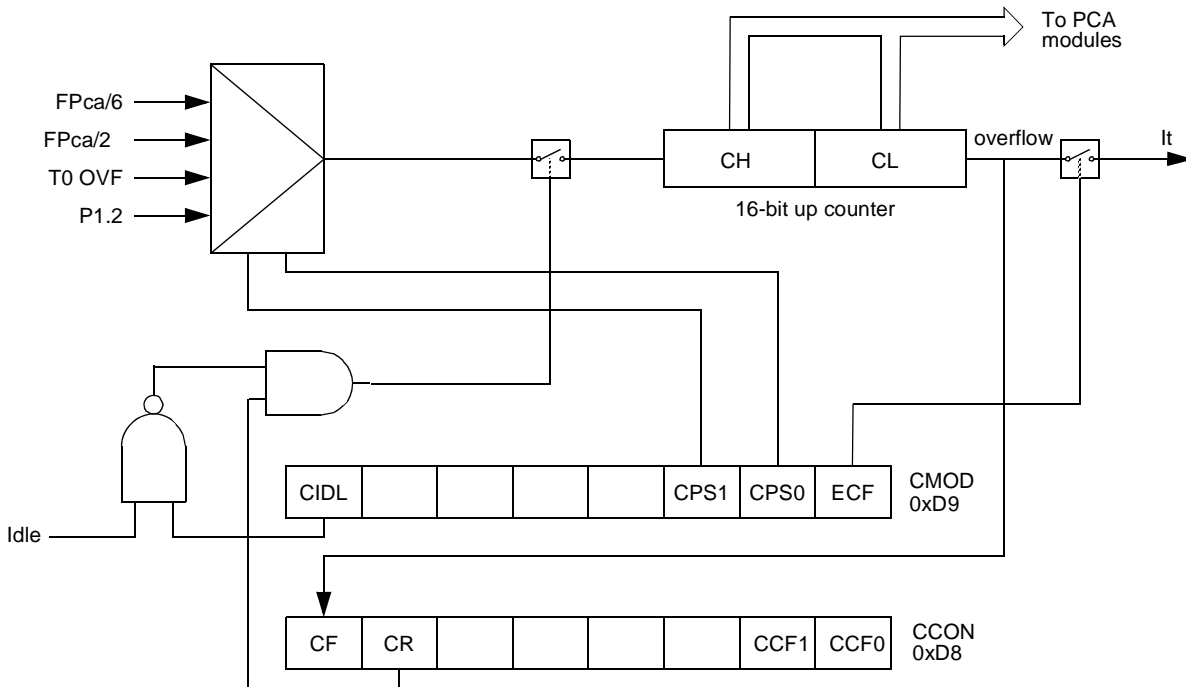 To PCA
modules
FPca/6
FPca/2
T0 OVF
P1.2
CH
CL
overflow
It
16-bit up counter
CIDL
CPS1
CPS0
ECF
CMOD
0xD9
Idle
CF
CR
CCF1
CCF0
CCON
0xD8